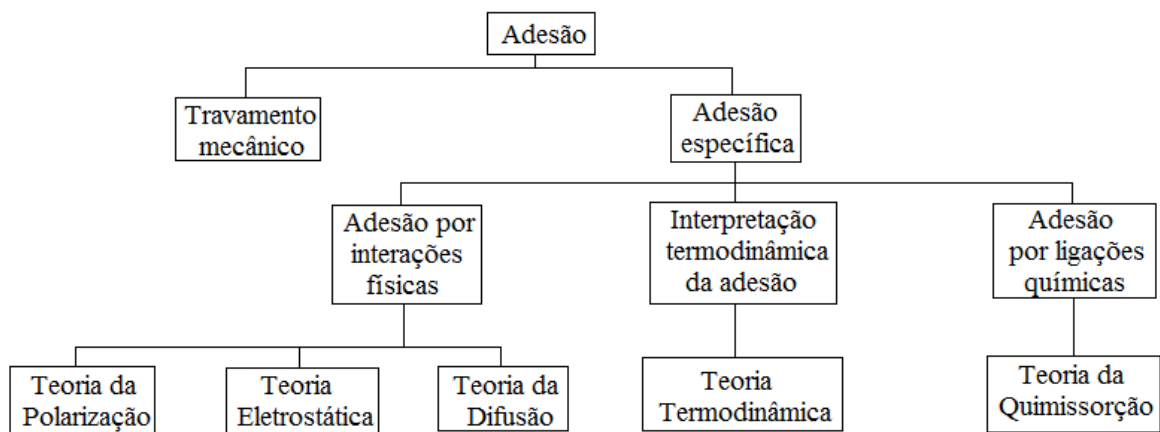 Adesão
Travamento
mecânico
Adesão
específica
Adesão por
interações
físicas
Interpretação
termodinâmica
da adesão
Adesão
por ligações
químicas
Teoria da
Polarização
Teoria
Eletrostática
Teoria da
Difusão
Teoria
Termodinâmica
Teoria da
Quimissorção